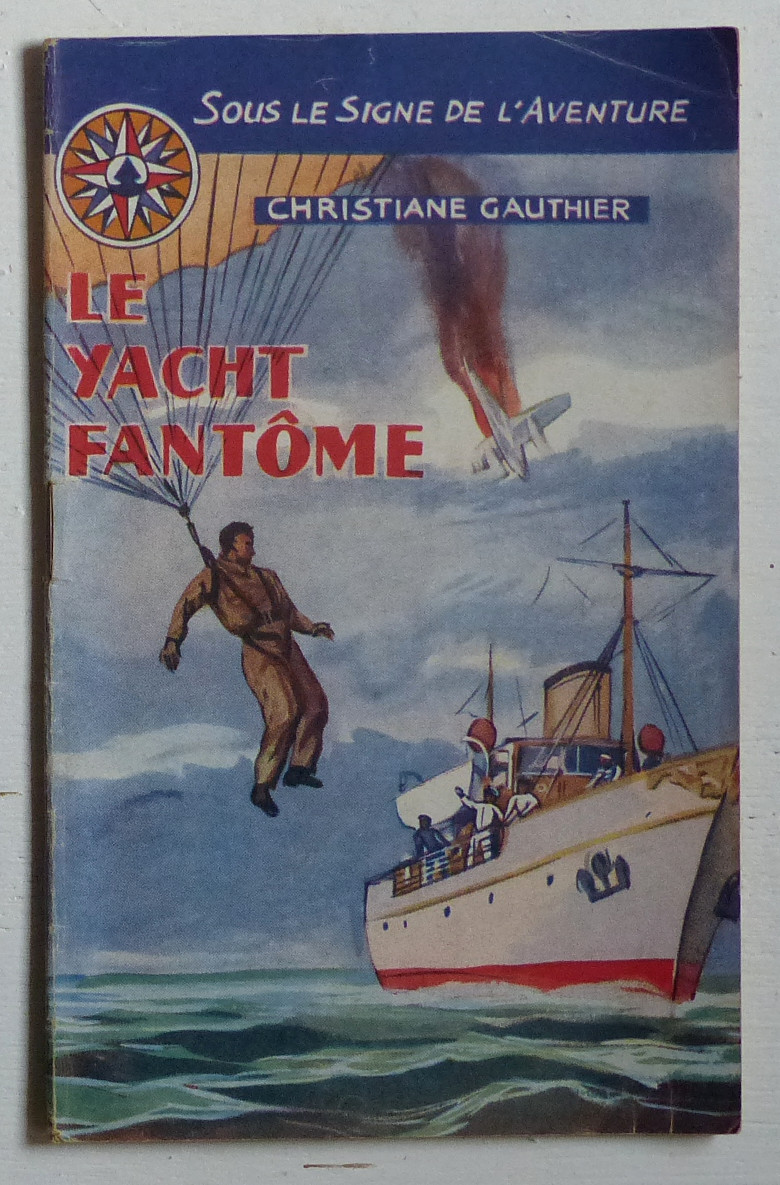 SOUS LE SIGNE DE L'AVENTURE
CHRISTIANE GAUTHIER
LE
YACHT
FANTÔME